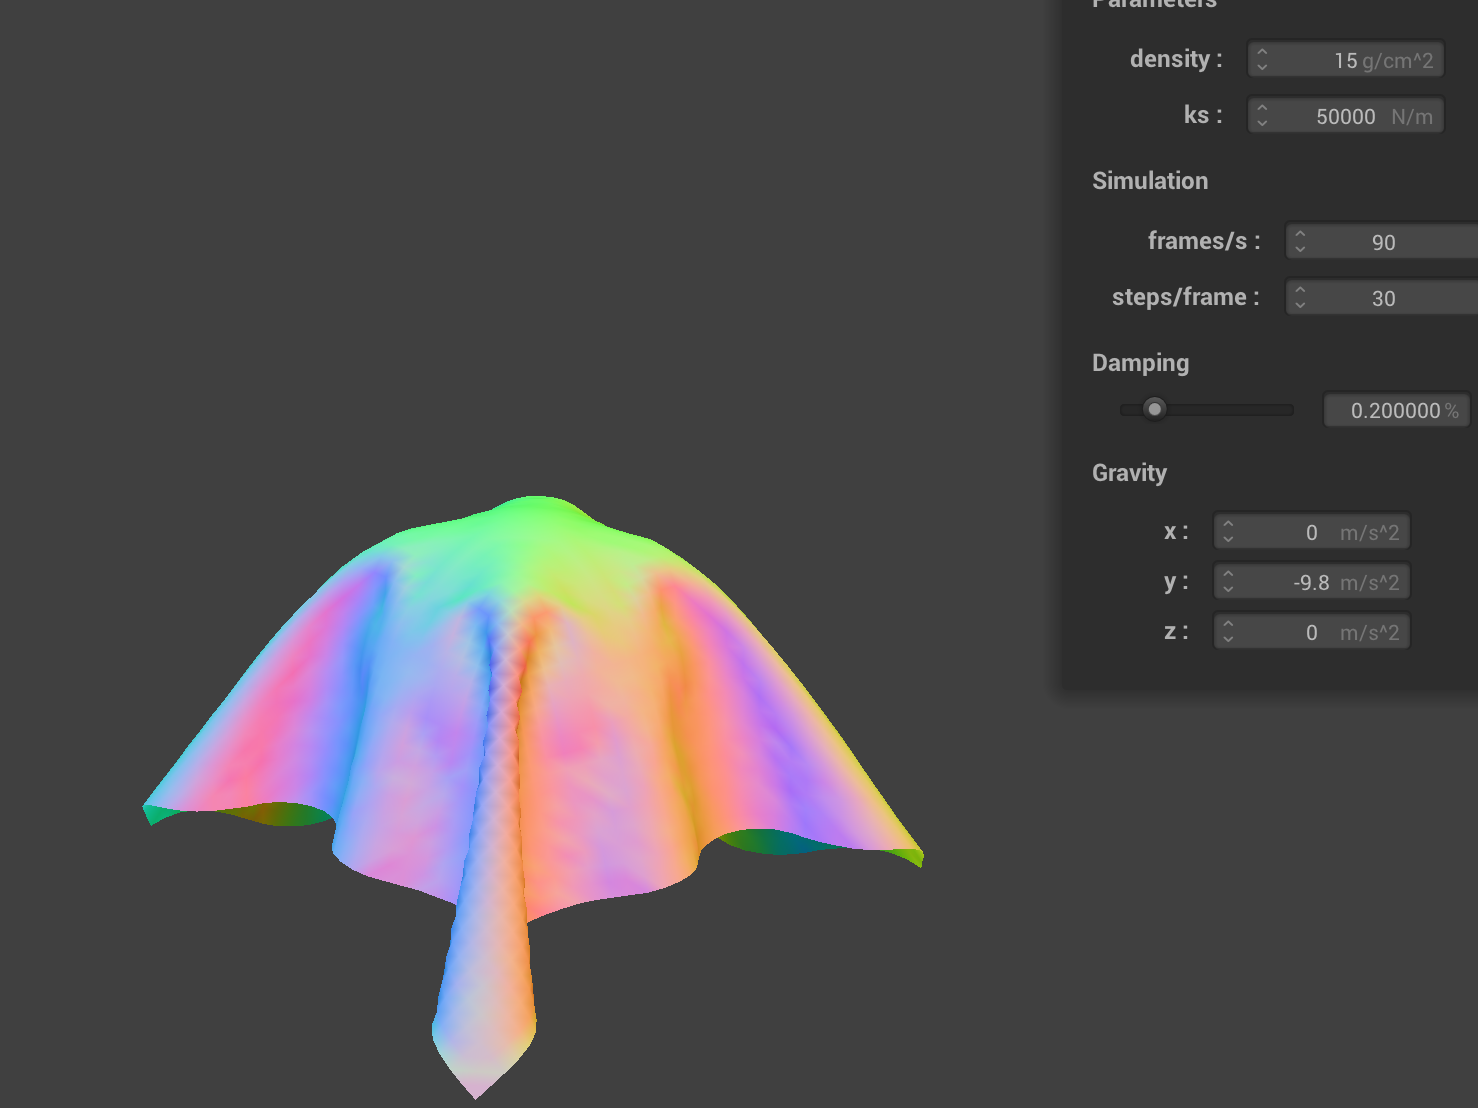 Parameters
density : 15 g/cm^2
ks : 50000 N/m
Simulation
frames/s : 90
steps/frame : 30
Damping
0.200000 %
Gravity
x : 0 m/s^2
y : -9.8 m/s^2
z : 0 m/s^2